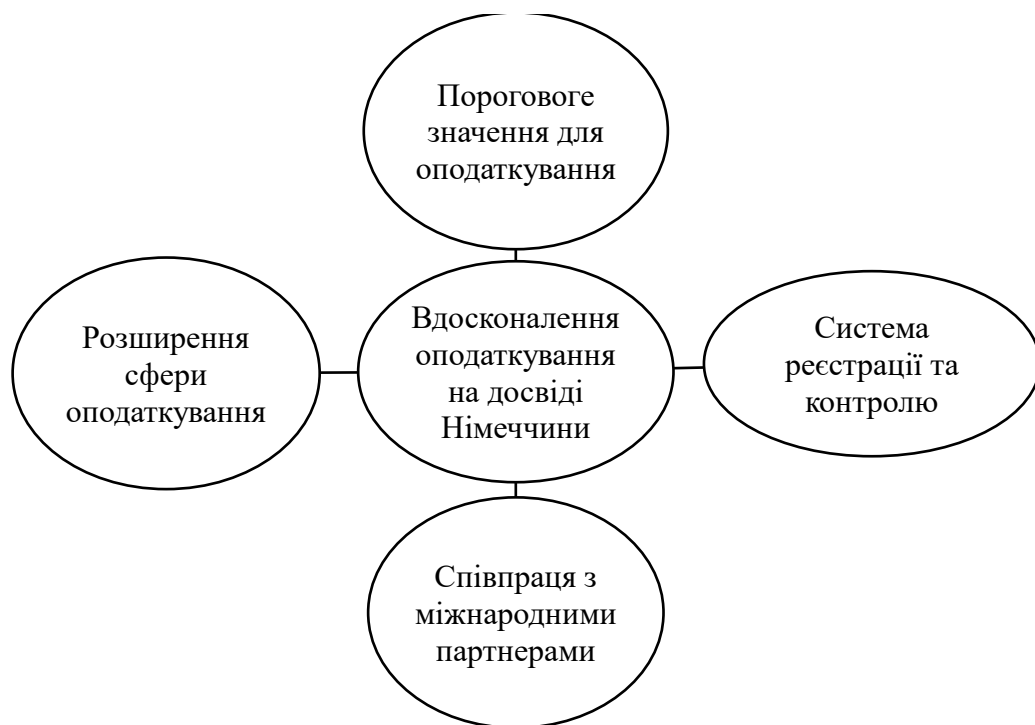 Порогового
значення для
оподаткування
Розширення
сфери
оподаткування
Вдосконалення
оподаткування
на досвіді
Німеччини
Система
реєстрації та
контролю
Співпраця з
міжнародними
партнерами